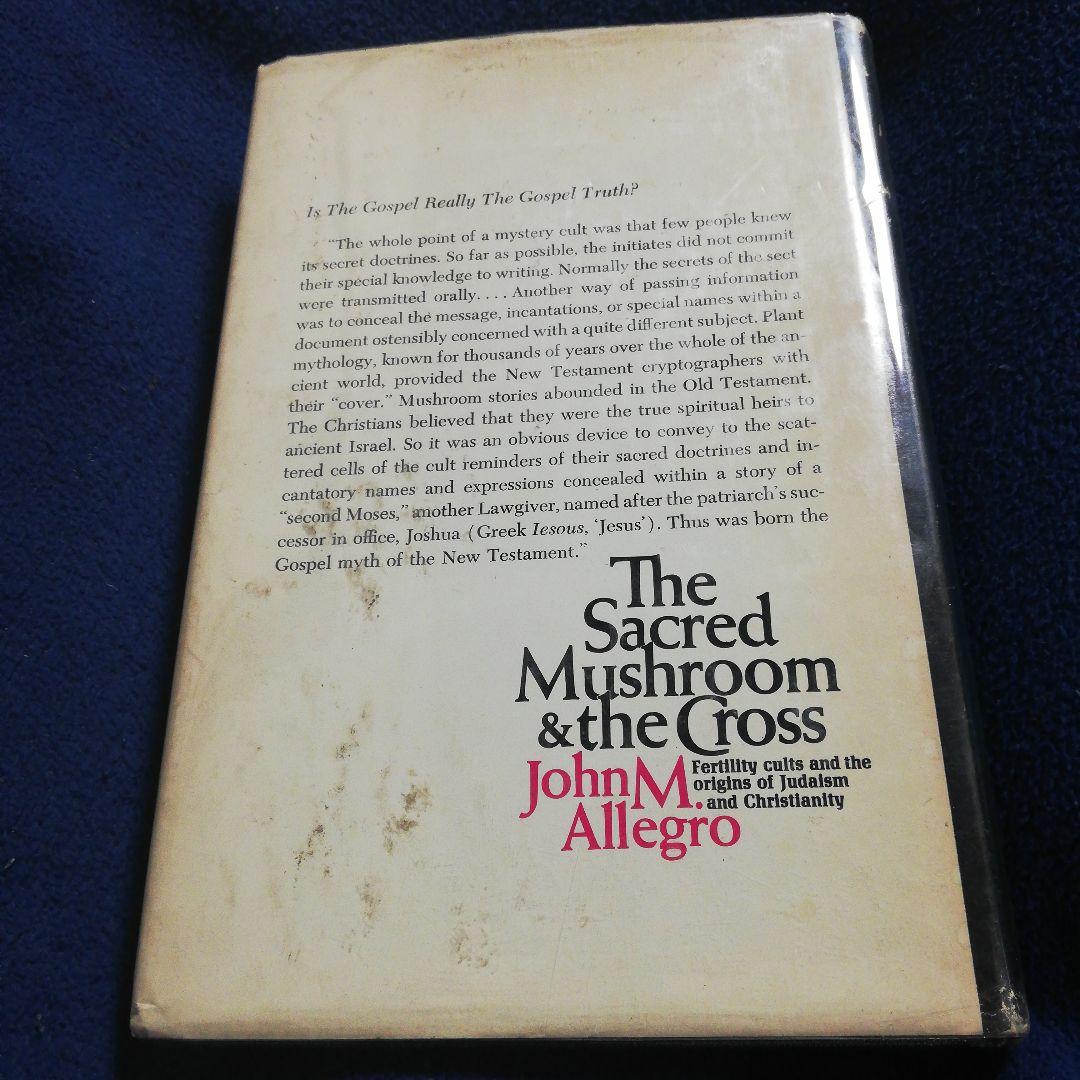 Is The Gospel Really The Gospel Truth?
"The whole point of a mystery cult was that few people knew
its secret doctrines. So far as possible, the initiates did not commit
their special knowledge to writing. Normally the secrets of the sect
were transmitted orally.... Another way of passing information
was to conceal the message, incantations, or special names within a
document ostensibly concerned with a quite different subject. Plant
mythology, known for thousands of years over the whole of the an-
cient world, provided the New Testament cryptographers with
their "cover." Mushroom stories abounded in the Old Testament.
The Christians believed that they were the true spiritual heirs to
ancient Israel. So it was an obvious device to convey to the scat-
tered cells of the cult reminders of their sacred doctrines and in-
cantatory names and expressions concealed within a story of a
"second Moses," another Lawgiver, named after the patriarch's suc-
cessor in office, Joshua (Greek Iesous, 'Jesus'). Thus was born the
Gospel myth of the New Testament."
The
Sacred
Mushroom
& the Cross
John M.
Allegro
Fertility cults and the
origins of Judaism
and Christianity